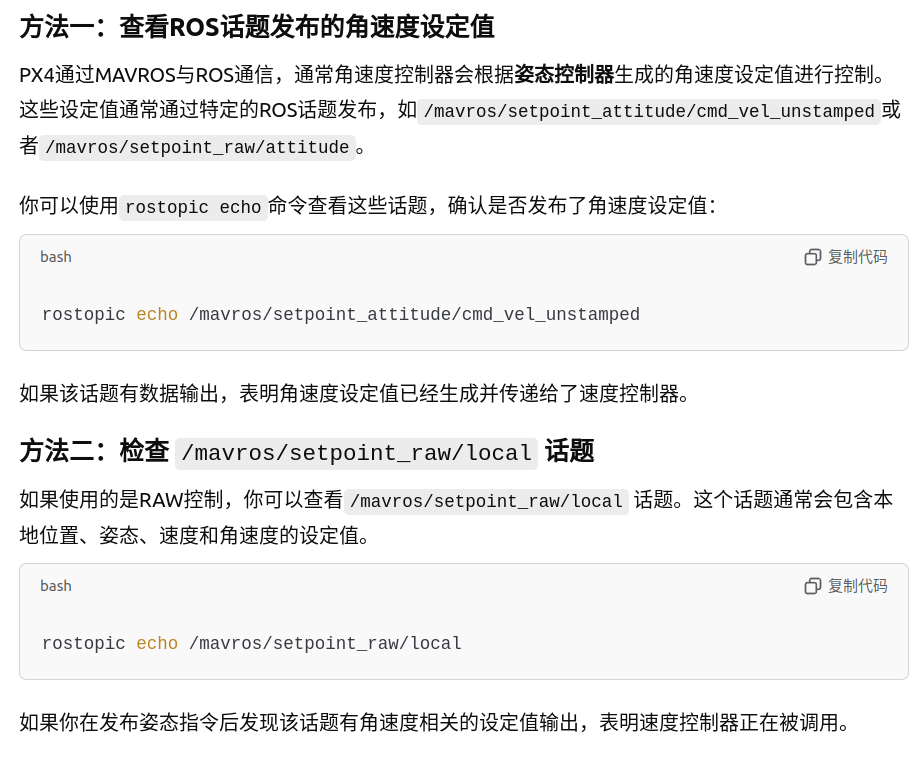 方法一：查看ROS话题发布的角速度设定值
PX4通过MAVROS与ROS通信，通常角速度控制器会根据姿态控制器生成的角速度设定值进行控制。
这些设定值通常通过特定的ROS话题发布，如 /mavros/setpoint_attitude/cmd_vel_unstamped 或
者 /mavros/setpoint_raw/attitude 。
你可以使用 rostopic echo 命令查看这些话题，确认是否发布了角速度设定值：
bash 复制代码
rostopic echo /mavros/setpoint_attitude/cmd_vel_unstamped
如果该话题有数据输出，表明角速度设定值已经生成并传递给了速度控制器。
方法二：检查 /mavros/setpoint_raw/local 话题
如果使用的是RAW控制，你可以查看 /mavros/setpoint_raw/local 话题。这个话题通常会包含本
地位置、姿态、速度和角速度的设定值。
bash 复制代码
rostopic echo /mavros/setpoint_raw/local
如果你在发布姿态指令后发现该话题有角速度相关的设定值输出，表明速度控制器正在被调用。